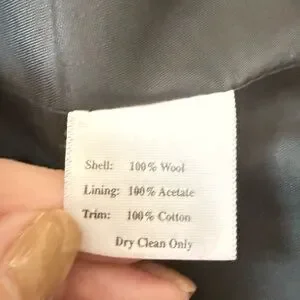 Shell: 100% Wool
Lining: 100% Acetate
Trim: 100% Cotton
Dry Clean Only